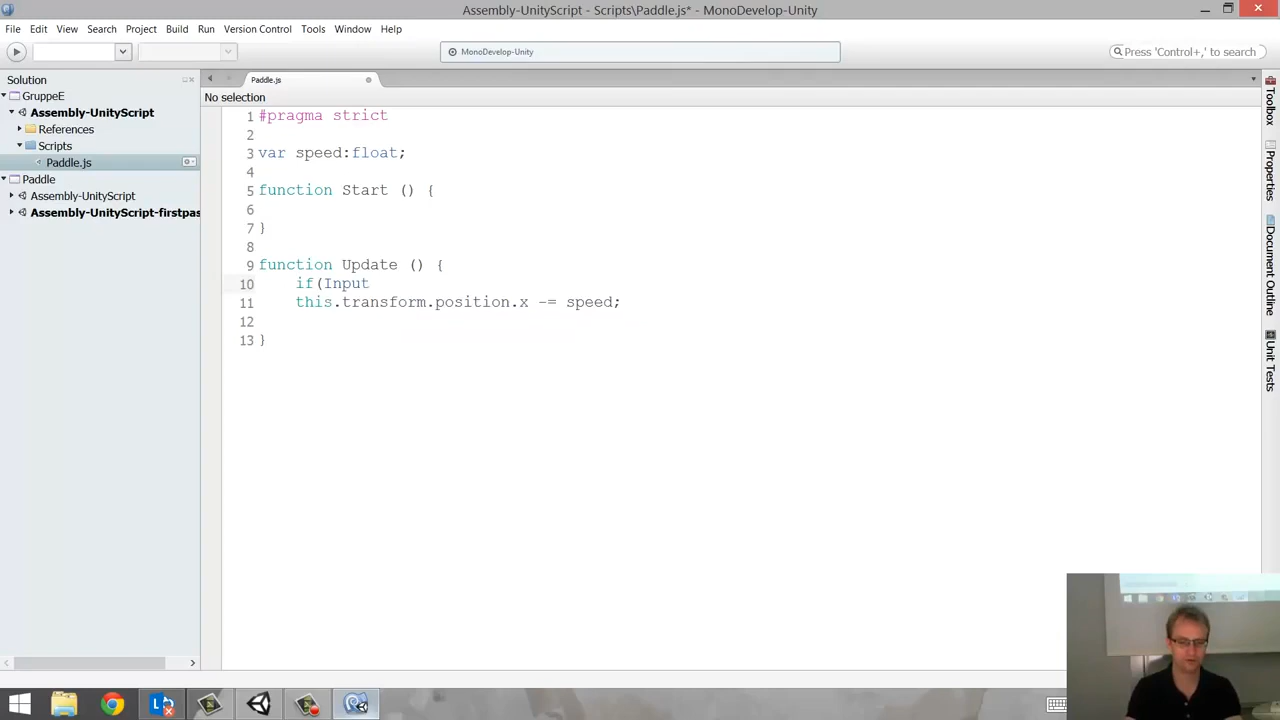 Assembly-UnityScript - Scripts\Paddle.js* - MonoDevelop-Unity
File Edit View Search Project Build Run Version Control Tools Window Help
MonoDevelop-Unity
Press 'Control+,' to search
Solution
GruppeE
Assembly-UnityScript
References
Scripts
Paddle.js
Paddle
Assembly-UnityScript
Assembly-UnityScript-firstpas
Paddle.js
No selection
1 #pragma strict
2
3 var speed:float;
4
5 function Start () {
6
7 }
8
9 function Update () {
10 if(Input
11 this.transform.position.x -= speed;
12
13 }
Toolbox
Properties
Document Outline
Unit Tests